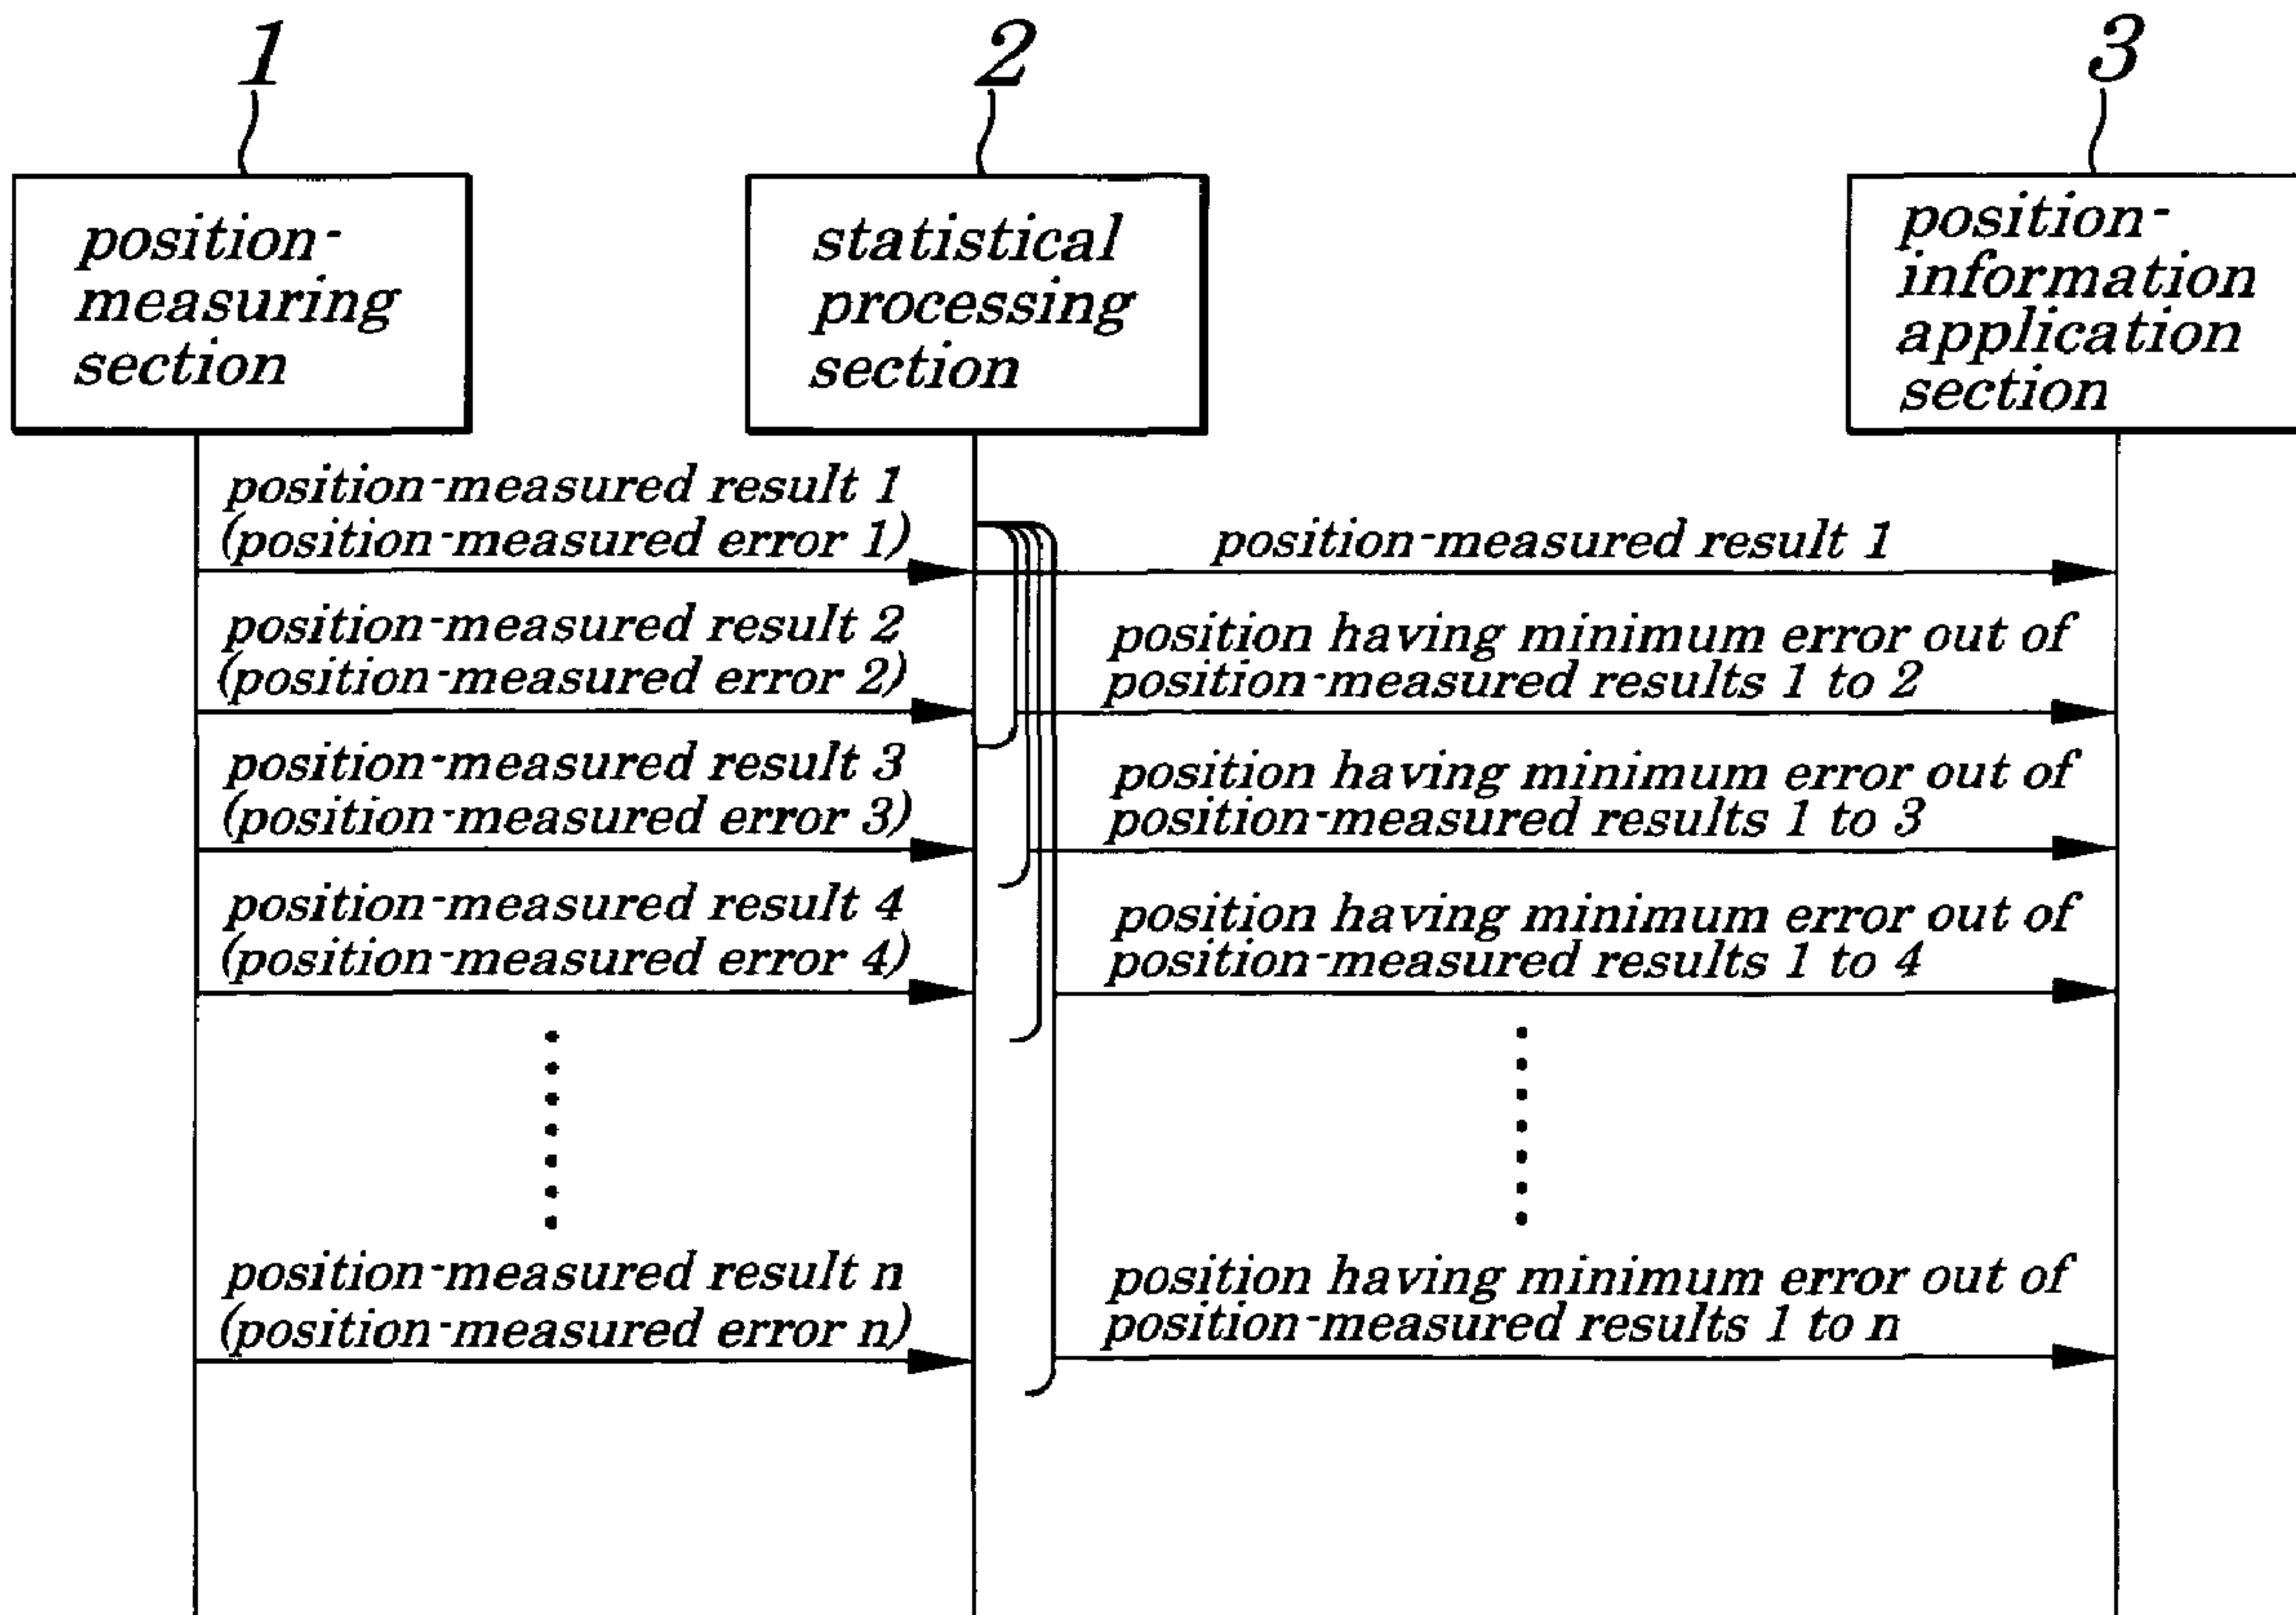 1
2
3
position-
measuring
section
statistical
processing
section
position-
information
application
section
position-measured result 1
(position-measured error 1)
position-measured result 1
position-measured result 2
(position-measured error 2)
position having minimum error out of
position-measured results 1 to 2
position-measured result 3
(position-measured error 3)
position having minimum error out of
position-measured results 1 to 3
position-measured result 4
(position-measured error 4)
position having minimum error out of
position-measured results 1 to 4
position-measured result n
(position-measured error n)
position having minimum error out of
position-measured results 1 to n